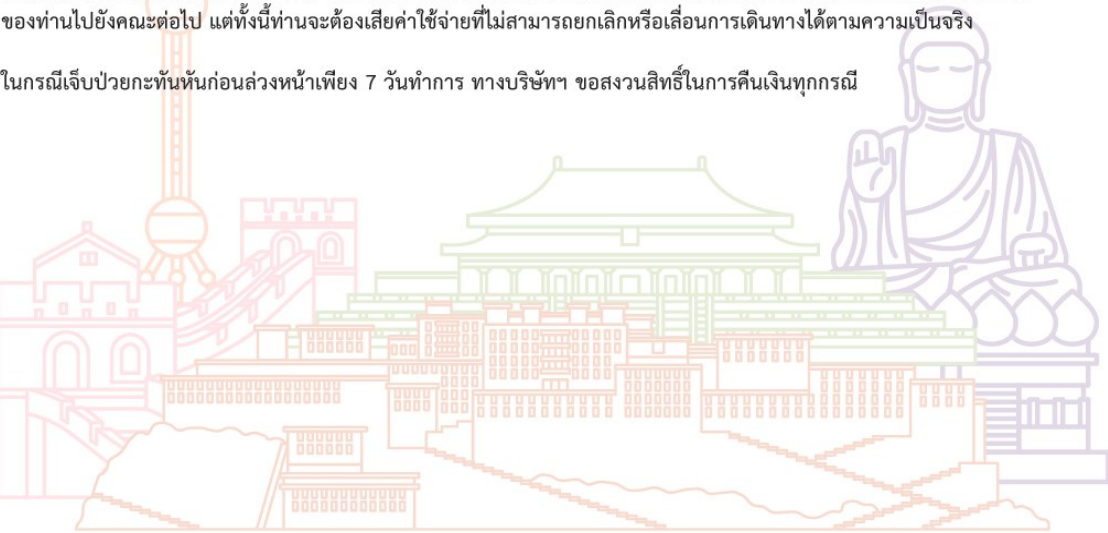 ของท่านไปยังคณะต่อไป แต่ทั้งนี้ท่านจะต้องเสียค่าใช้จ่ายที่ไม่สามารถยกเลิกหรือเลื่อนการเดินทางได้ตามความเป็นจริง
ในกรณีเจ็บป่วยกะทันหันก่อนล่วงหน้าเพียง 7 วันทำการ ทางบริษัทฯ ขอสงวนสิทธิ์ในการคืนเงินทุกกรณี